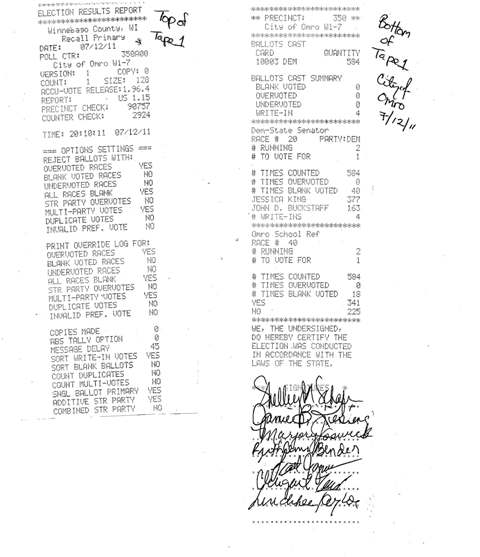 ELECTION RESULTS REPORT
Winnebago County, WI
Recall Primary
DATE: 07/12/11
POLL CTR: 350A00
City of Omro W1-7
VERSION: 1 COPY: 0
COUNT: 1 SIZE: 128
ACCU-VOTE RELEASE:1.96.4
REPORT: US 1.15
PRECINCT CHECK: 90757
COUNTER CHECK: 2924
TIME: 20:10:11 07/12/11
=== OPTIONS SETTINGS ===
REJECT BALLOTS WITH:
OVERVOTED RACES YES
BLANK VOTED RACES NO
UNDERVOTED RACES NO
ALL RACES BLANK YES
STR PARTY OVERVOTES NO
MULTI-PARTY VOTES YES
DUPLICATE VOTES NO
INVALID PREF. VOTE NO
PRINT OVERRIDE LOG FOR:
OVERVOTED RACES YES
BLANK VOTED RACES NO
UNDERVOTED RACES NO
ALL RACES BLANK YES
STR PARTY OVERVOTES NO
MULTI-PARTY VOTES YES
DUPLICATE VOTES NO
INVALID PREF. VOTE NO
COPIES MADE 0
ABS TALLY OPTION 0
MESSAGE DELAY 45
SORT WRITE-IN VOTES YES
SORT BLANK BALLOTS NO
COUNT DUPLICATES NO
COUNT MULTI-VOTES NO
SNGL BALLOT PRIMARY YES
ADDITIVE STR PARTY YES
COMBINED STR PARTY NO
Top of
Tape 1
** PRECINCT: 350 **
City of Omro W1-7
BALLOTS CAST
CARD QUANTITY
10003 DEM 584
BALLOTS CAST SUMMARY
BLANK VOTED 0
OVERVOTED 0
UNDERVOTED 0
WRITE-IN 4
Dem-State Senator
RACE # 20 PARTY:DEM
# RUNNING 2
# TO VOTE FOR 1
# TIMES COUNTED 584
# TIMES OVERVOTED 0
# TIMES BLANK VOTED 40
JESSICA KING 377
JOHN D. BUCKSTAFF 163
# WRITE-INS 4
Omro School Ref
RACE # 40
# RUNNING 2
# TO VOTE FOR 1
# TIMES COUNTED 584
# TIMES OVERVOTED 0
# TIMES BLANK VOTED 18
YES 341
NO 225
WE, THE UNDERSIGNED,
DO HEREBY CERTIFY THE
ELECTION WAS CONDUCTED
IN ACCORDANCE WITH THE
LAWS OF THE STATE.
Bottom
of
Tape 1
City of
Omro
7/12/11